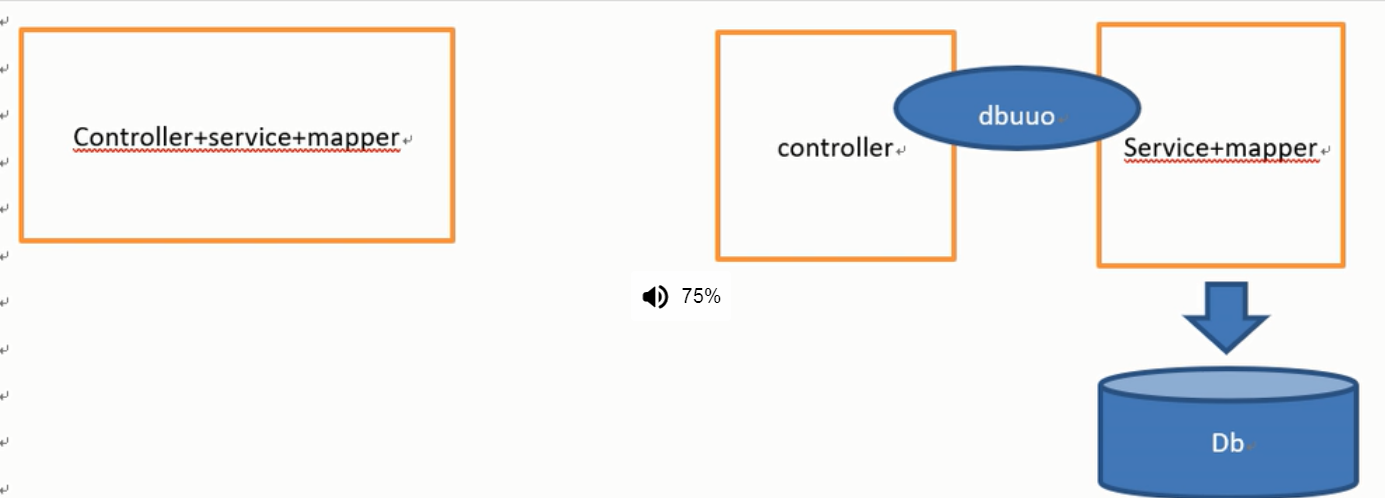 Controller+service+mapper
controller
dbuuo
Service+mapper
75%
Db